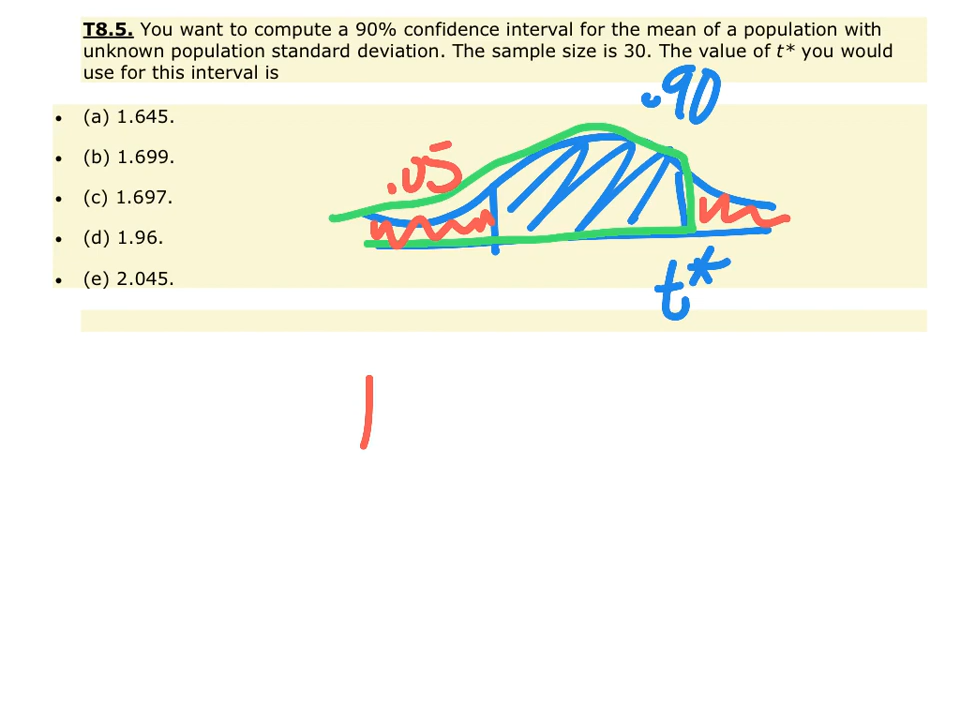 T8.5. You want to compute a 90% confidence interval for the mean of a population with
unknown population standard deviation. The sample size is 30. The value of t* you would
use for this interval is
.90
• (a) 1.645.
• (b) 1.699.
.05
• (c) 1.697.
• (d) 1.96.
• (e) 2.045.
t*